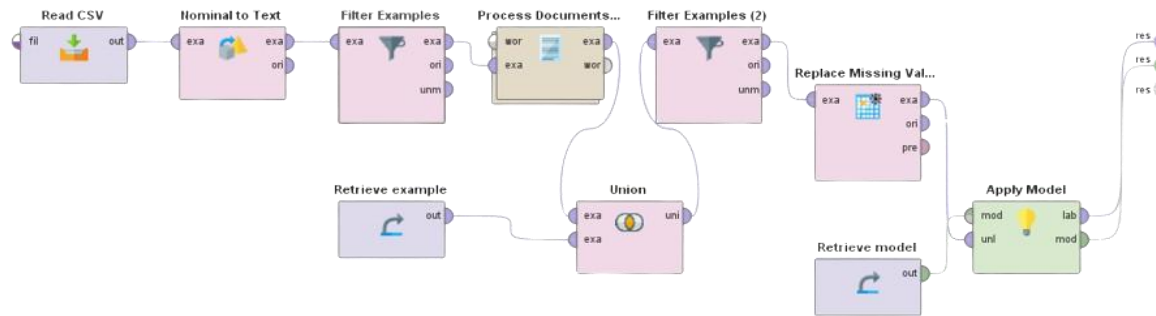 Read CSV
fil
out
Nominal to Text
exa
exa
ori
Filter Examples
exa
exa
ori
unm
Process Documents...
wor
exa
exa
wor
Filter Examples (2)
exa
exa
ori
unm
Replace Missing Val...
exa
exa
ori
pre
res
res
res
Retrieve example
out
Union
exa
uni
exa
Apply Model
mod
lab
unl
mod
Retrieve model
out